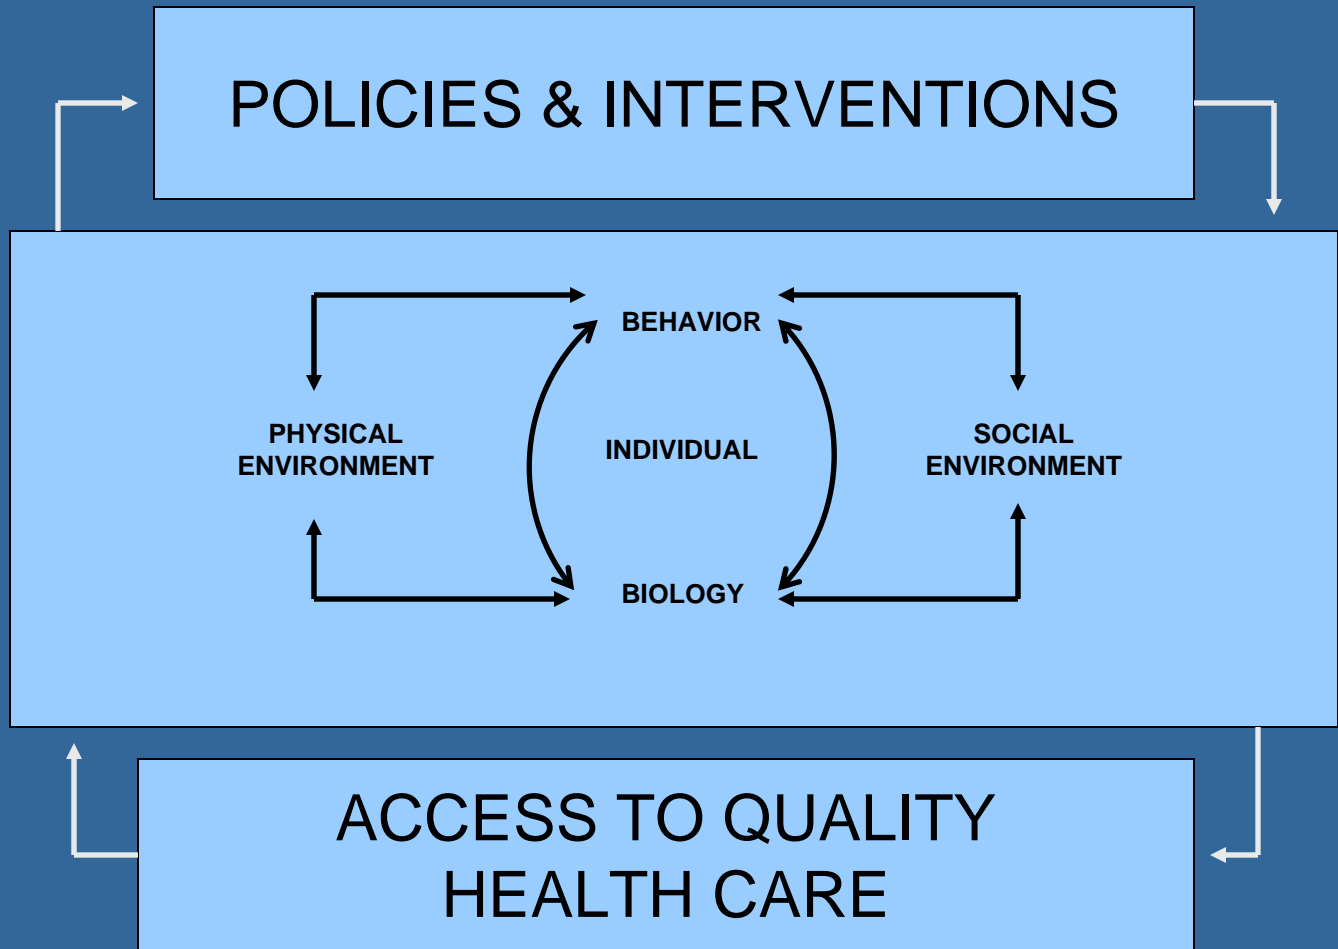 POLICIES & INTERVENTIONS
BEHAVIOR
PHYSICAL
ENVIRONMENT
INDIVIDUAL
SOCIAL
ENVIRONMENT
BIOLOGY
ACCESS TO QUALITY
HEALTH CARE